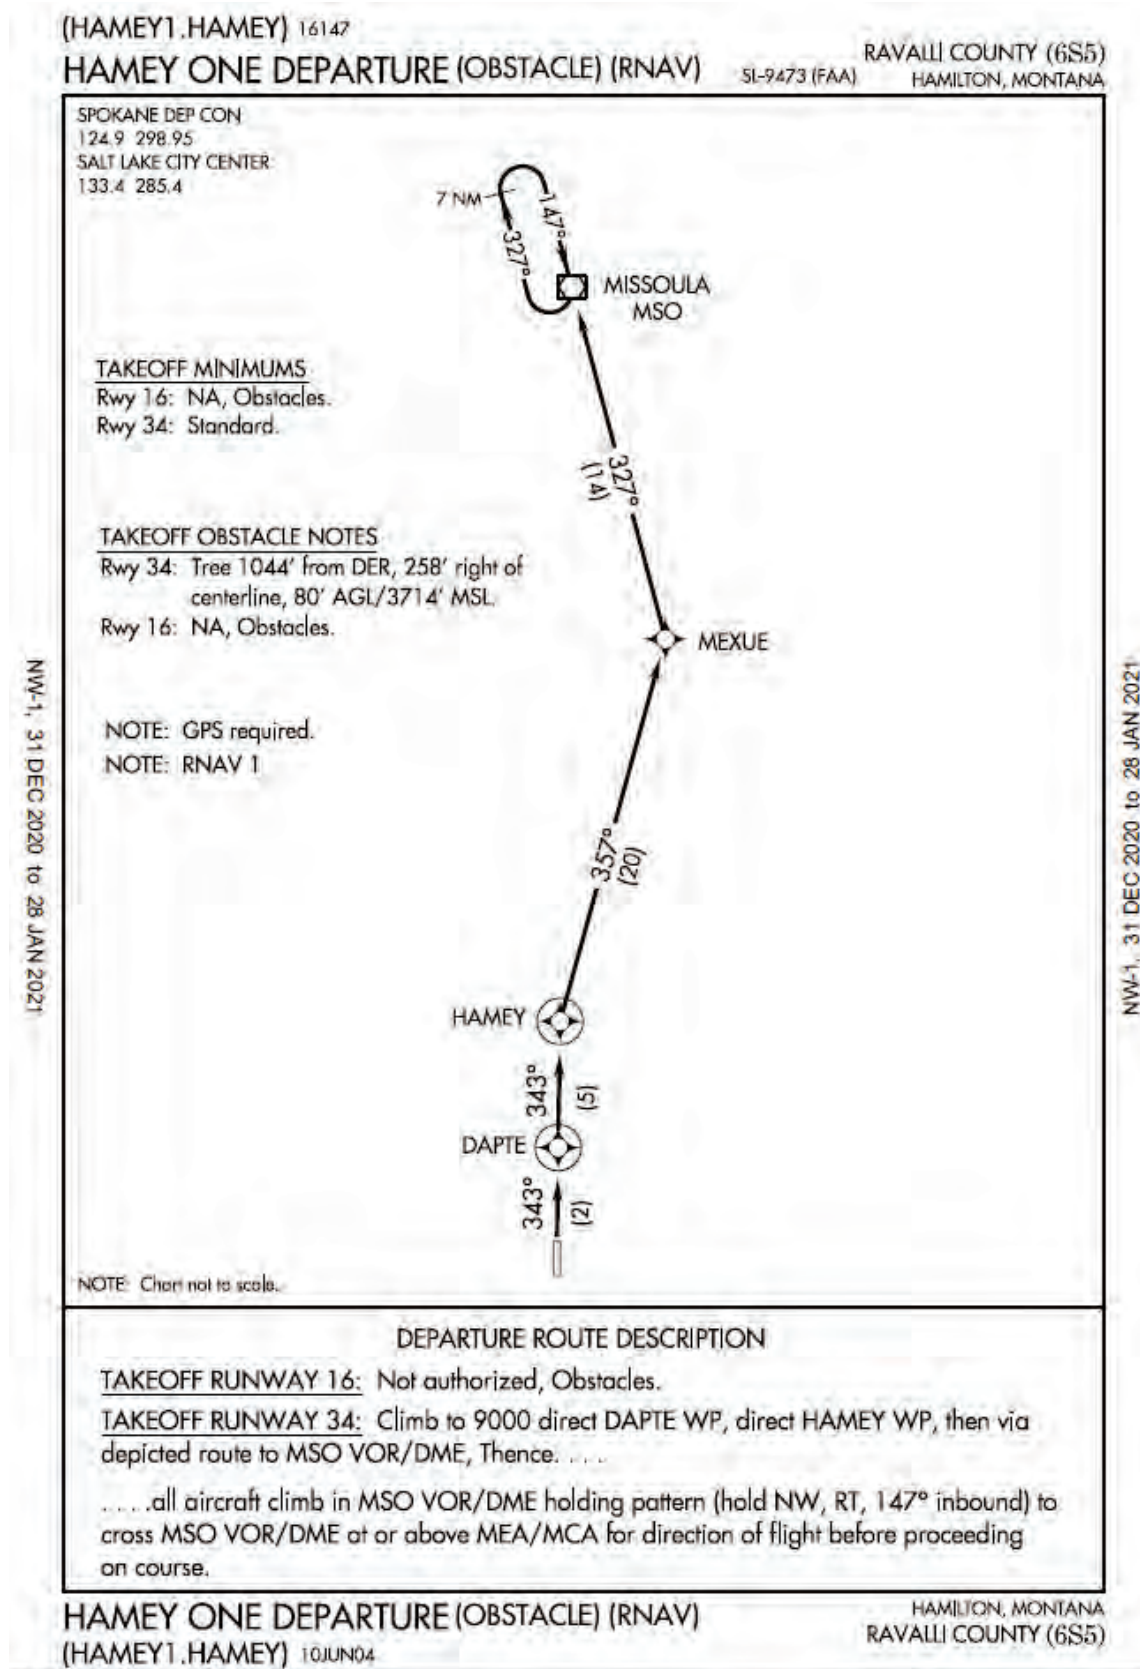 (HAMEY1.HAMEY) 16147
HAMEY ONE DEPARTURE (OBSTACLE) (RNAV)
SL-9473 (FAA)
RAVALLI COUNTY (6S5)
HAMILTON, MONTANA
SPOKANE DEP CON
124.9 298.95
SALT LAKE CITY CENTER
133.4 285.4
7 NM
147°
327°
MISSOULA
MSO
TAKEOFF MINIMUMS
Rwy 16: NA, Obstacles.
Rwy 34: Standard.
327°
(14)
TAKEOFF OBSTACLE NOTES
Rwy 34: Tree 1044' from DER, 258' right of
centerline, 80' AGL/3714' MSL.
Rwy 16: NA, Obstacles.
MEXUE
NOTE: GPS required.
NOTE: RNAV 1
357°
(20)
HAMEY
343°
(5)
DAPTE
343°
(2)
NOTE: Chart not to scale.
NW-1, 31 DEC 2020 to 28 JAN 2021
NW-1, 31 DEC 2020 to 28 JAN 2021
DEPARTURE ROUTE DESCRIPTION
TAKEOFF RUNWAY 16: Not authorized, Obstacles.
TAKEOFF RUNWAY 34: Climb to 9000 direct DAPTE WP, direct HAMEY WP, then via
depicted route to MSO VOR/DME, Thence. . . .
. . . .all aircraft climb in MSO VOR/DME holding pattern (hold NW, RT, 147° inbound) to
cross MSO VOR/DME at or above MEA/MCA for direction of flight before proceeding
on course.
HAMEY ONE DEPARTURE (OBSTACLE) (RNAV)
(HAMEY1.HAMEY) 10JUN04
HAMILTON, MONTANA
RAVALLI COUNTY (6S5)